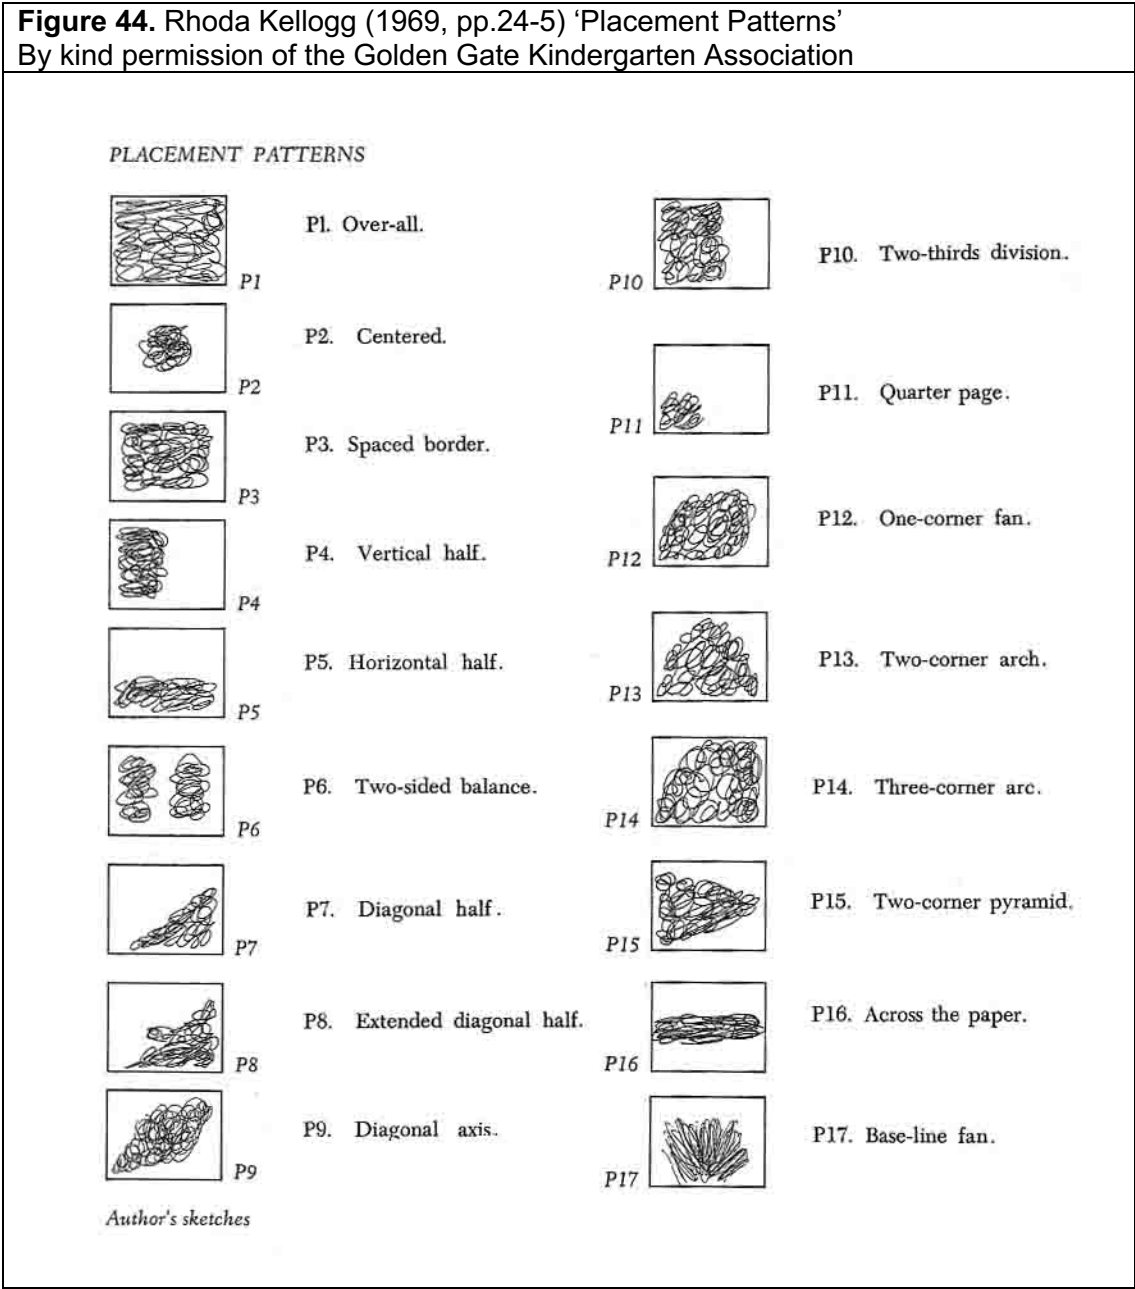 Figure 44. Rhoda Kellogg (1969, pp.24-5) ‘Placement Patterns’
By kind permission of the Golden Gate Kindergarten Association
PLACEMENT PATTERNS
P1
P1. Over-all.
P2
P2. Centered.
P3
P3. Spaced border.
P4
P4. Vertical half.
P5
P5. Horizontal half.
P6
P6. Two-sided balance.
P7
P7. Diagonal half.
P8
P8. Extended diagonal half.
P9
P9. Diagonal axis.
Author's sketches
P10
P10. Two-thirds division.
P11
P11. Quarter page.
P12
P12. One-corner fan.
P13
P13. Two-corner arch.
P14
P14. Three-corner arc.
P15
P15. Two-corner pyramid.
P16
P16. Across the paper.
P17
P17. Base-line fan.